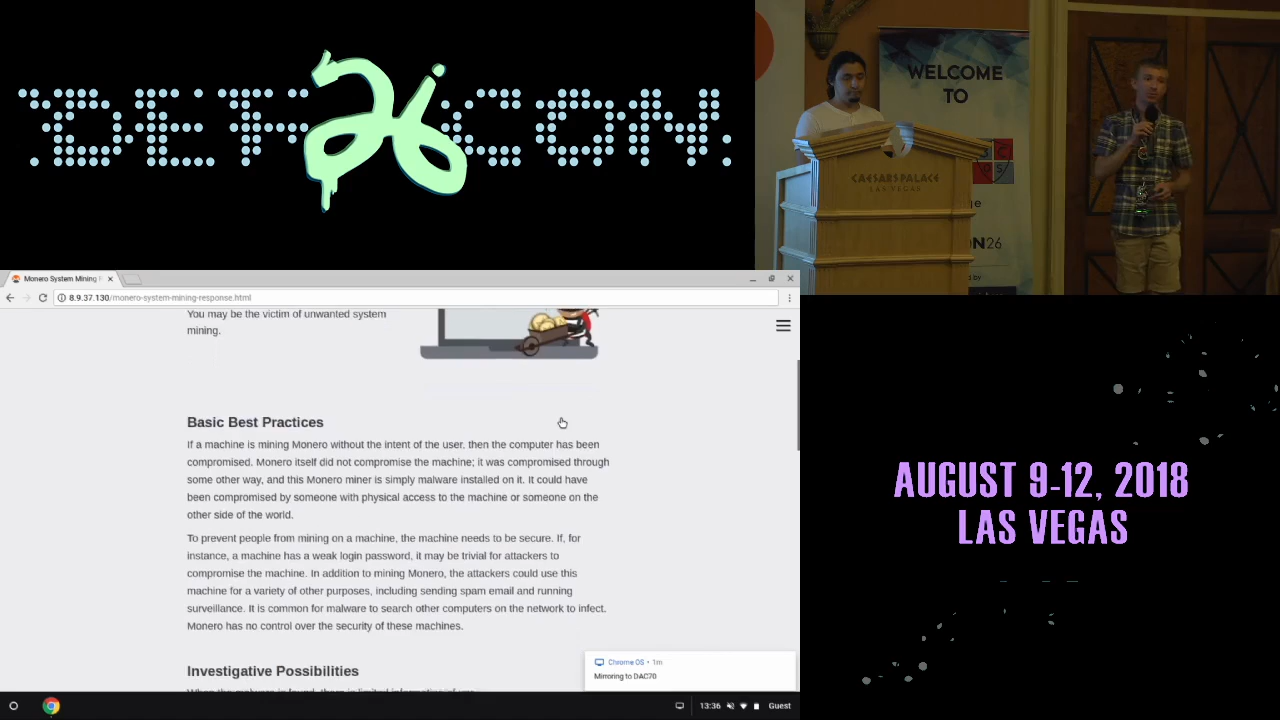 DEF CON
26
WELCOME
TO
CAESARS PALACE
LAS VEGAS
Monero System Mining
8.9.37.130/monero-system-mining-response.html
You may be the victim of unwanted system
mining.
Basic Best Practices
If a machine is mining Monero without the intent of the user, then the computer has been
compromised. Monero itself did not compromise the machine; it was compromised through
some other way, and this Monero miner is simply malware installed on it. It could have
been compromised by someone with physical access to the machine or someone on the
other side of the world.
To prevent people from mining on a machine, the machine needs to be secure. If, for
instance, a machine has a weak login password, it may be trivial for attackers to
compromise the machine. In addition to mining Monero, the attackers could use this
machine for a variety of other purposes, including sending spam email and running
surveillance. It is common for malware to search other computers on the network to infect.
Monero has no control over the security of these machines.
Investigative Possibilities
Chrome OS • 1m
Mirroring to DAC70
13:36
Guest
AUGUST 9-12, 2018
LAS VEGAS